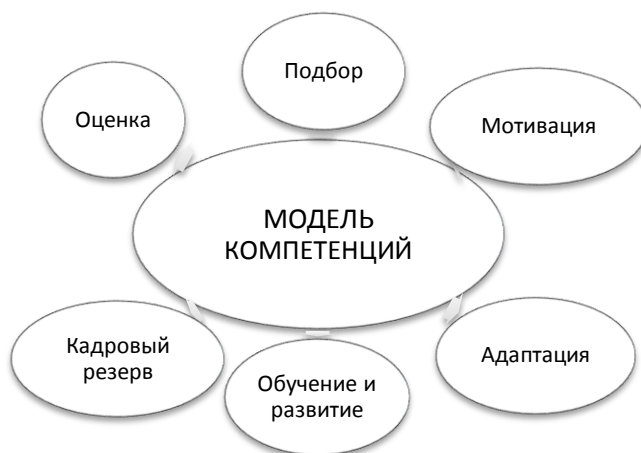 Подбор
Оценка
Мотивация
МОДЕЛЬ
КОМПЕТЕНЦИЙ
Кадровый
резерв
Обучение и
развитие
Адаптация